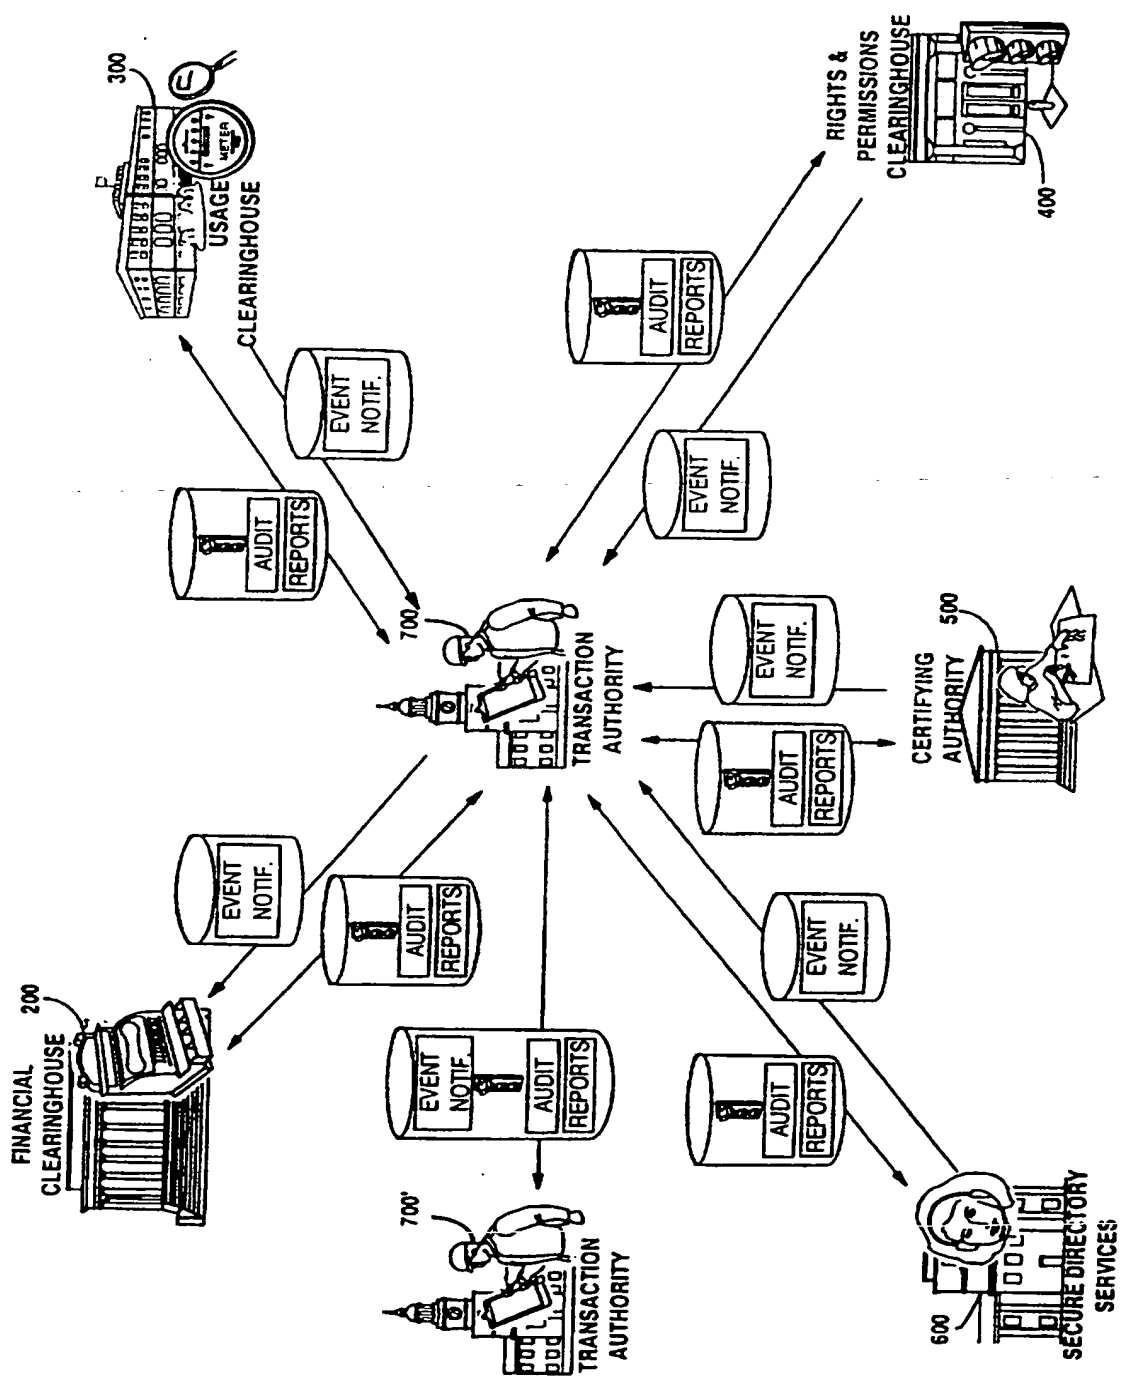 FINANCIAL
CLEARINGHOUSE
200
300
METER
USAGE
CLEARINGHOUSE
EVENT
NOTIF.
AUDIT
REPORTS
EVENT
NOTIF.
AUDIT
REPORTS
700'
TRANSACTION
AUTHORITY
EVENT
NOTIF.
AUDIT
REPORTS
700
TRANSACTION
AUTHORITY
AUDIT
REPORTS
EVENT
NOTIF.
AUDIT
REPORTS
EVENT
NOTIF.
AUDIT
REPORTS
EVENT
NOTIF.
RIGHTS &
PERMISSIONS
CLEARINGHOUSE
400
600
SECURE DIRECTORY
SERVICES
CERTIFYING
AUTHORITY
500